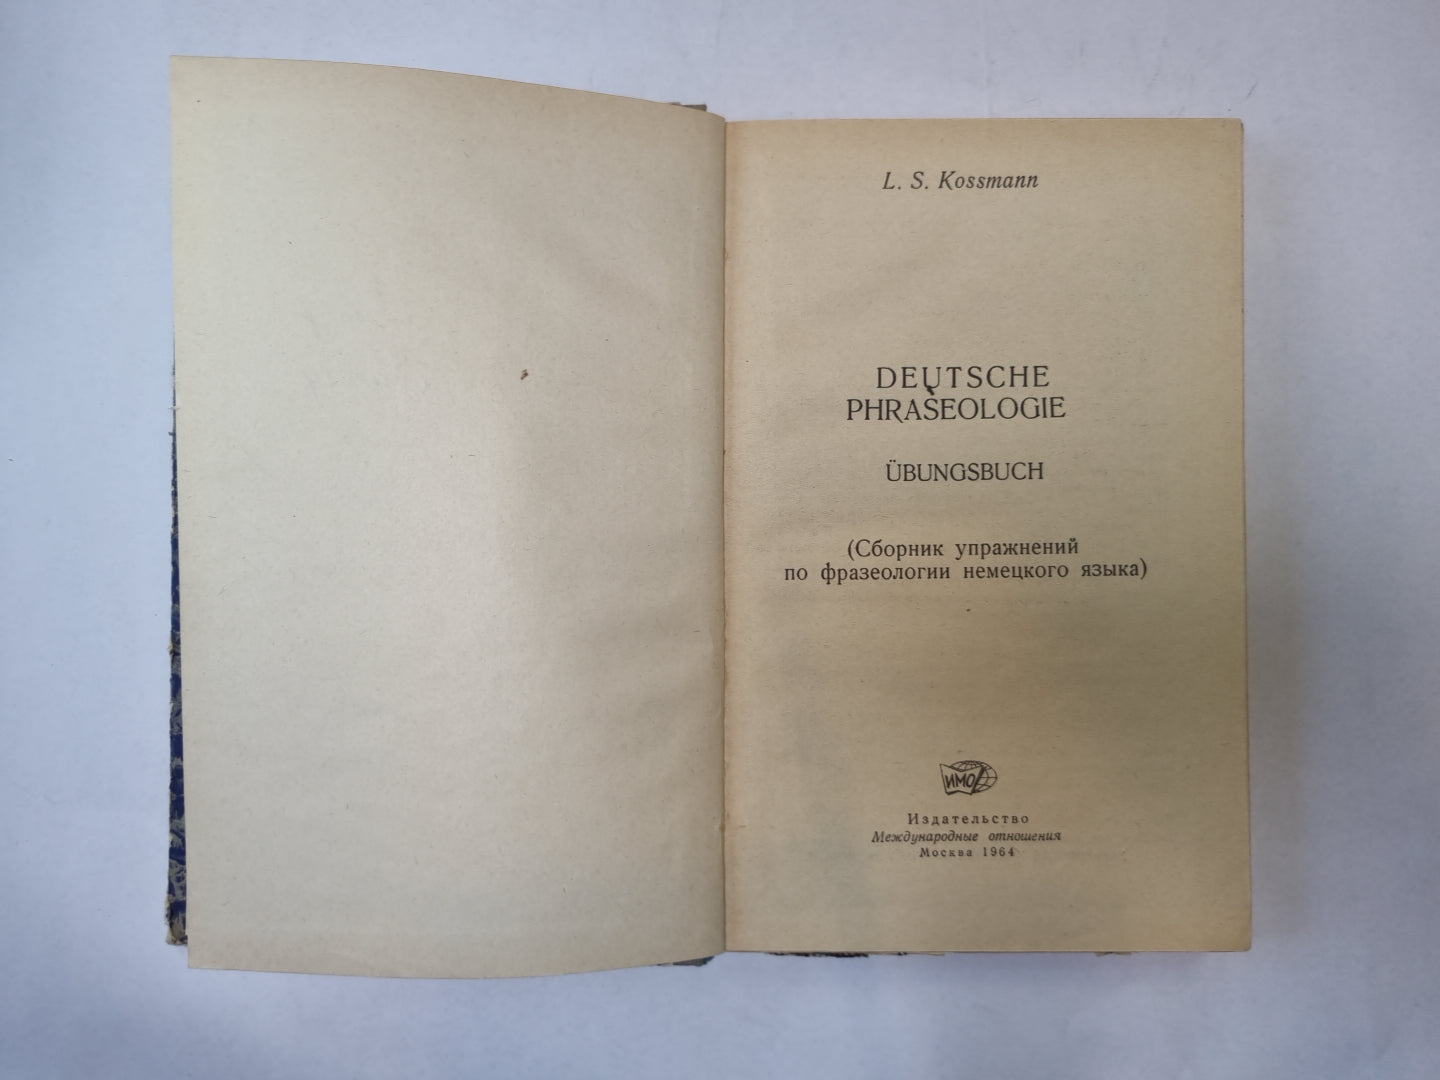 L. S. Kossmann
DEUTSCHE
PHRASEOLOGIE
ÜBUNGSBUCH
(Сборник упражнений
по фразеологии немецкого языка)
ИМО
Издательство
Международные отношения
Москва 1964